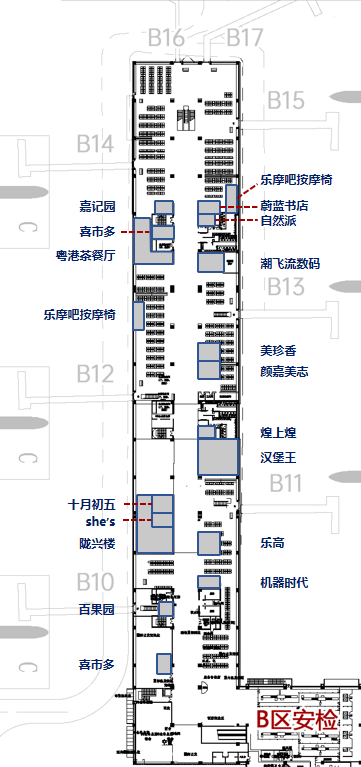 B16
B17
B15
B14
乐摩吧按摩椅
嘉记园
蔚蓝书店
自然派
喜市多
粤港茶餐厅
潮飞流数码
C
B13
乐摩吧按摩椅
美珍香
颜嘉美志
B12
煌上煌
汉堡王
C
B11
十月初五
she's
陇兴楼
乐高
B10
机器时代
百果园
C
喜市多
B区安检